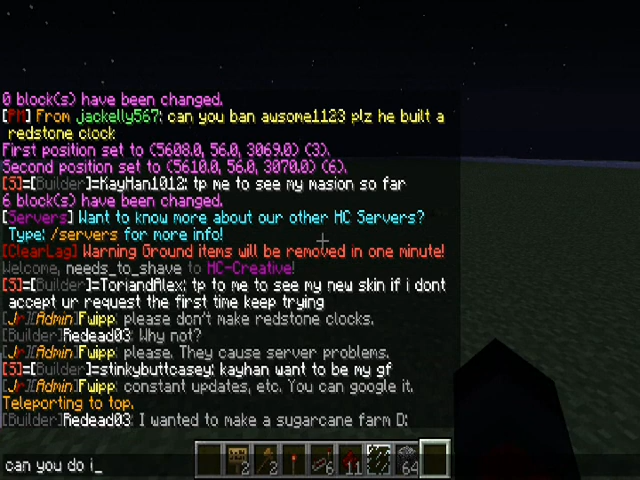 0 block(s) have been changed.
[PM] From jackelly567: can you ban awsome1123 plz he built a
redstone clock
First position set to (5608.0, 56.0, 3069.0) (3).
Second position set to (5610.0, 56.0, 3070.0) (6).
[S]=[Builder]=KayHan1012: tp me to see my masion so far
6 block(s) have been changed.
[Servers] Want to know more about our other HC Servers?
Type: /servers for more info!
[ClearLag] Warning Ground items will be removed in one minute!
Welcome, needs_to_shave to HC-Creative!
[S]=[Builder]=ToriandAlex: tp to me to see my new skin if i dont
accept ur request the first time keep trying
[Jr][Admin]Fwipp: please don't make redstone clocks.
[Builder]Redead03: Why not?
[Jr][Admin]Fwipp: please. They cause server problems.
[S]=[Builder]=stinkybuttcasey: kayhan want to be my gf
[Jr][Admin]Fwipp: constant updates, etc. You can google it.
Teleporting to top.
[Builder]Redead03: I wanted to make a sugarcane farm D:
2 2 6 11 64
can you do i_